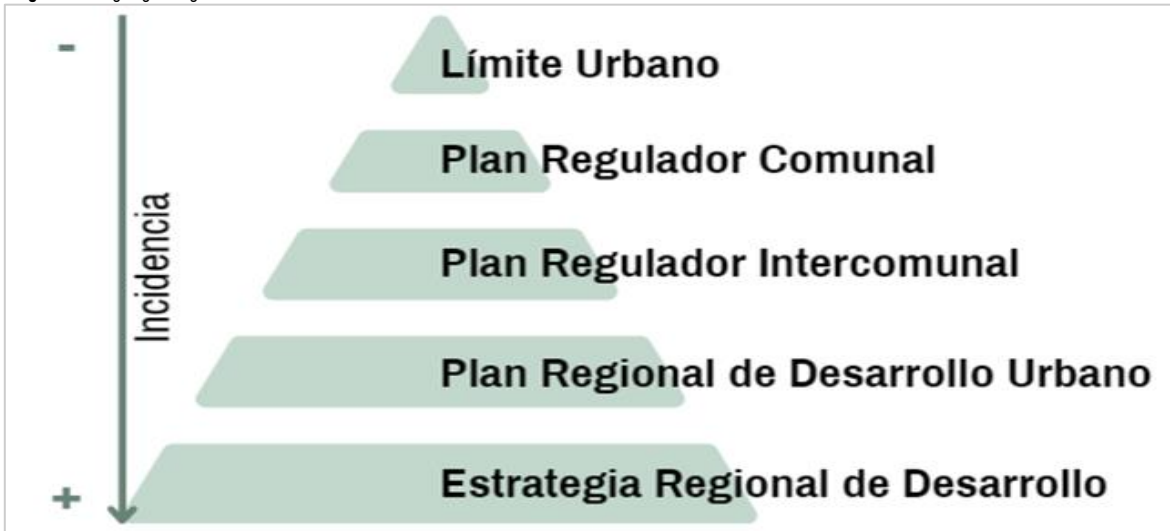 -
Límite Urbano
Plan Regulador Comunal
Incidencia
Plan Regulador Intercomunal
Plan Regional de Desarrollo Urbano
+
Estrategia Regional de Desarrollo